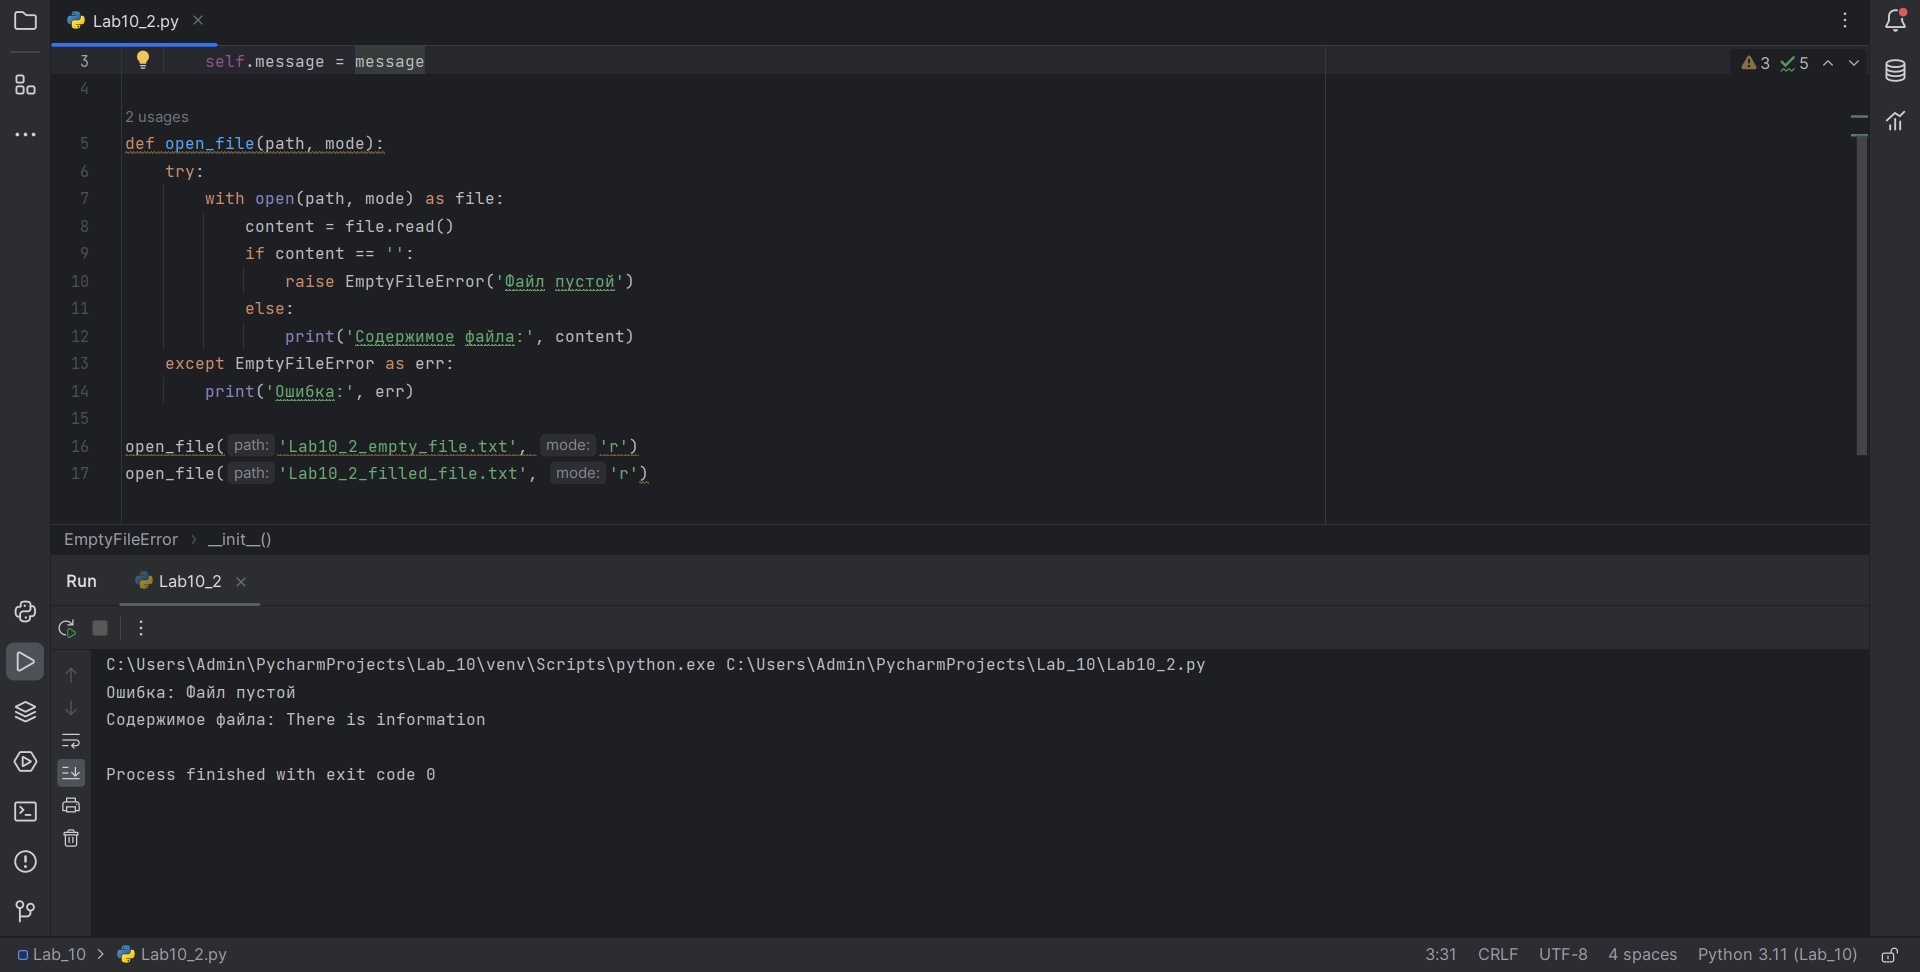 Lab10_2.py
3 self.message = message
3 5
4
2 usages
5 def open_file(path, mode):
6 try:
7 with open(path, mode) as file:
8 content = file.read()
9 if content == '':
10 raise EmptyFileError('Файл пустой')
11 else:
12 print('Содержимое файла:', content)
13 except EmptyFileError as err:
14 print('Ошибка:', err)
15
16 open_file( path: 'Lab10_2_empty_file.txt', mode: 'r')
17 open_file( path: 'Lab10_2_filled_file.txt', mode: 'r')
EmptyFileError › __init__()
Run Lab10_2
C:\Users\Admin\PycharmProjects\Lab_10\venv\Scripts\python.exe C:\Users\Admin\PycharmProjects\Lab_10\Lab10_2.py
Ошибка: Файл пустой
Содержимое файла: There is information
Process finished with exit code 0
Lab_10 › Lab10_2.py
3:31 CRLF UTF-8 4 spaces Python 3.11 (Lab_10)